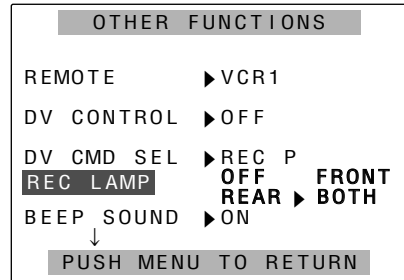 OTHER FUNCTIONS
REMOTE ▶VCR1
DV CONTROL ▶OFF
DV CMD SEL ▶REC P
REC LAMP OFF FRONT
REAR ▶ BOTH
BEEP SOUND ▶ON
↓
PUSH MENU TO RETURN